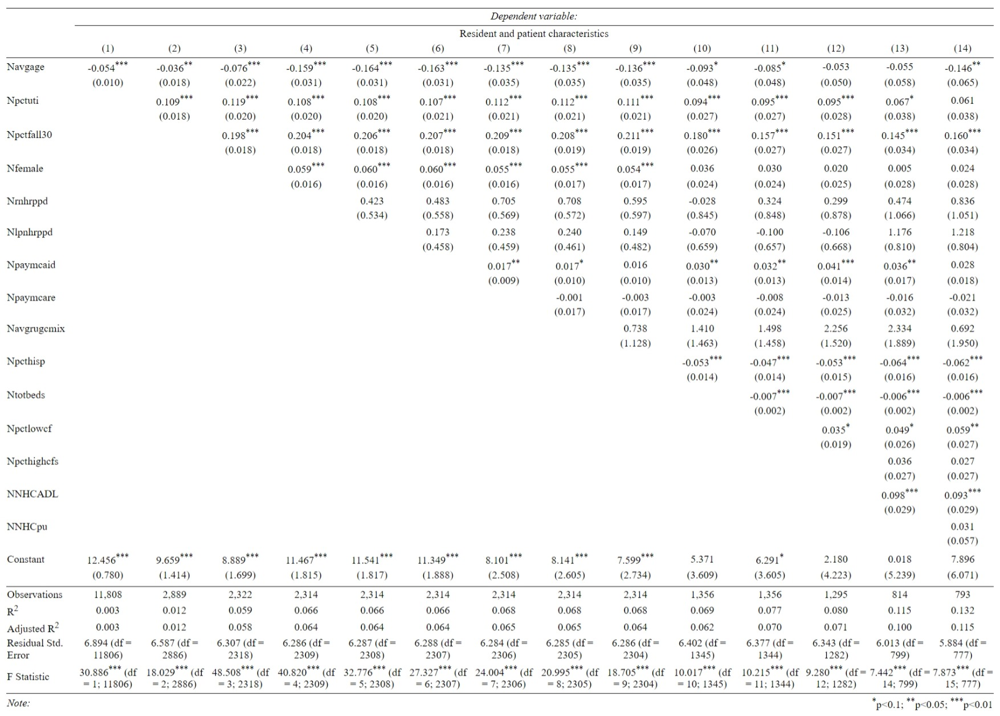 Dependent variable:
Resident and patient characteristics
(1) (2) (3) (4) (5) (6) (7) (8) (9) (10) (11) (12) (13) (14)
Navgage -0.054*** -0.036** -0.076*** -0.159*** -0.164*** -0.163*** -0.135*** -0.135*** -0.136*** -0.093* -0.085* -0.053 -0.055 -0.146**
(0.010) (0.018) (0.022) (0.031) (0.031) (0.031) (0.035) (0.035) (0.035) (0.048) (0.048) (0.050) (0.058) (0.065)
Npctuti 0.109*** 0.119*** 0.108*** 0.108*** 0.107*** 0.112*** 0.112*** 0.111*** 0.094*** 0.095*** 0.095*** 0.067* 0.061
(0.018) (0.020) (0.020) (0.020) (0.021) (0.021) (0.021) (0.021) (0.027) (0.027) (0.028) (0.038) (0.038)
Npctfall30 0.198*** 0.204*** 0.206*** 0.207*** 0.209*** 0.208*** 0.211*** 0.180*** 0.157*** 0.151*** 0.145*** 0.160***
(0.018) (0.018) (0.018) (0.018) (0.018) (0.019) (0.019) (0.026) (0.027) (0.027) (0.034) (0.034)
Nfemale 0.059*** 0.060*** 0.060*** 0.055*** 0.055*** 0.054*** 0.036 0.030 0.020 0.005 0.024
(0.016) (0.016) (0.016) (0.016) (0.017) (0.017) (0.024) (0.024) (0.025) (0.028) (0.028)
Nrnhrppd 0.423 0.483 0.705 0.708 0.595 -0.028 0.324 0.299 0.474 0.836
(0.534) (0.558) (0.569) (0.572) (0.597) (0.845) (0.848) (0.878) (1.066) (1.051)
Nlpnhrppd 0.173 0.238 0.240 0.149 -0.070 -0.100 -0.106 1.176 1.218
(0.458) (0.459) (0.461) (0.482) (0.659) (0.657) (0.668) (0.810) (0.804)
Npaymcaid 0.017** 0.017* 0.016 0.030** 0.032** 0.041*** 0.036** 0.028
(0.009) (0.010) (0.010) (0.013) (0.013) (0.014) (0.017) (0.018)
Npaymcare -0.001 -0.003 -0.003 -0.008 -0.013 -0.016 -0.021
(0.017) (0.017) (0.024) (0.024) (0.025) (0.032) (0.032)
Navgrugcmix 0.738 1.410 1.498 2.256 2.334 0.692
(1.128) (1.463) (1.458) (1.520) (1.889) (1.950)
Npcthisp -0.053*** -0.047*** -0.053*** -0.064*** -0.062***
(0.014) (0.014) (0.015) (0.016) (0.016)
Ntotbeds -0.007*** -0.007*** -0.006*** -0.006***
(0.002) (0.002) (0.002) (0.002)
Npctlowcf 0.035* 0.049* 0.059**
(0.019) (0.026) (0.027)
Npcthighcfs 0.036 0.027
(0.027) (0.027)
NNHCADL 0.098*** 0.093***
(0.029) (0.029)
NNHCpu 0.031
(0.057)
Constant 12.456*** 9.659*** 8.889*** 11.467*** 11.541*** 11.349*** 8.101*** 8.141*** 7.599*** 5.371 6.291* 2.180 0.018 7.896
(0.780) (1.414) (1.699) (1.815) (1.817) (1.888) (2.508) (2.605) (2.734) (3.609) (3.605) (4.223) (5.239) (6.071)
Observations 11,808 2,889 2,322 2,314 2,314 2,314 2,314 2,314 2,314 1,356 1,356 1,295 814 793
R2 0.003 0.012 0.059 0.066 0.066 0.066 0.068 0.068 0.068 0.069 0.077 0.080 0.115 0.132
Adjusted R2 0.003 0.012 0.058 0.064 0.064 0.064 0.065 0.065 0.064 0.062 0.070 0.071 0.100 0.115
Residual Std. 6.894 (df = 6.587 (df = 6.307 (df = 6.286 (df = 6.287 (df = 6.288 (df = 6.284 (df = 6.285 (df = 6.286 (df = 6.402 (df = 6.377 (df = 6.343 (df = 6.013 (df = 5.884 (df =
Error 11806) 2886) 2318) 2309) 2308) 2307) 2306) 2305) 2304) 1345) 1344) 1282) 799) 777)
F Statistic 30.886*** (df 18.029*** (df 48.508*** (df 40.820*** (df 32.776*** (df 27.327*** (df 24.004*** (df 20.995*** (df 18.705*** (df 10.017*** (df 10.215*** (df 9.280*** (df = 7.442*** (df = 7.873*** (df =
= 1; 11806) = 2; 2886) = 3; 2318) = 4; 2309) = 5; 2308) = 6; 2307) = 7; 2306) = 8; 2305) = 9; 2304) = 10; 1345) = 11; 1344) 12; 1282) 14; 799) 15; 777)
Note: *p<0.1; **p<0.05; ***p<0.01